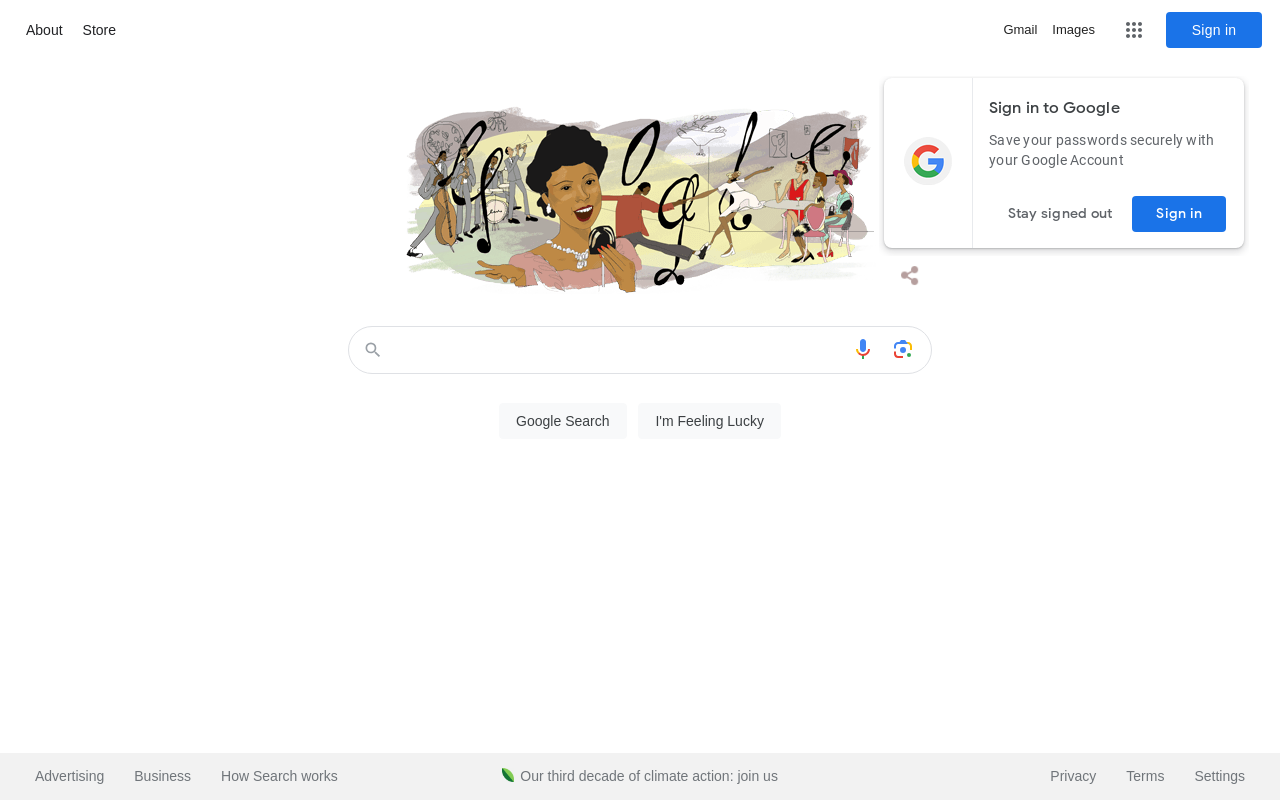 About
Store
Gmail
Images
Sign in
Sign in to Google
Save your passwords securely with
your Google Account
Stay signed out
Sign in
Google Search
I'm Feeling Lucky
Advertising
Business
How Search works
Our third decade of climate action: join us
Privacy
Terms
Settings